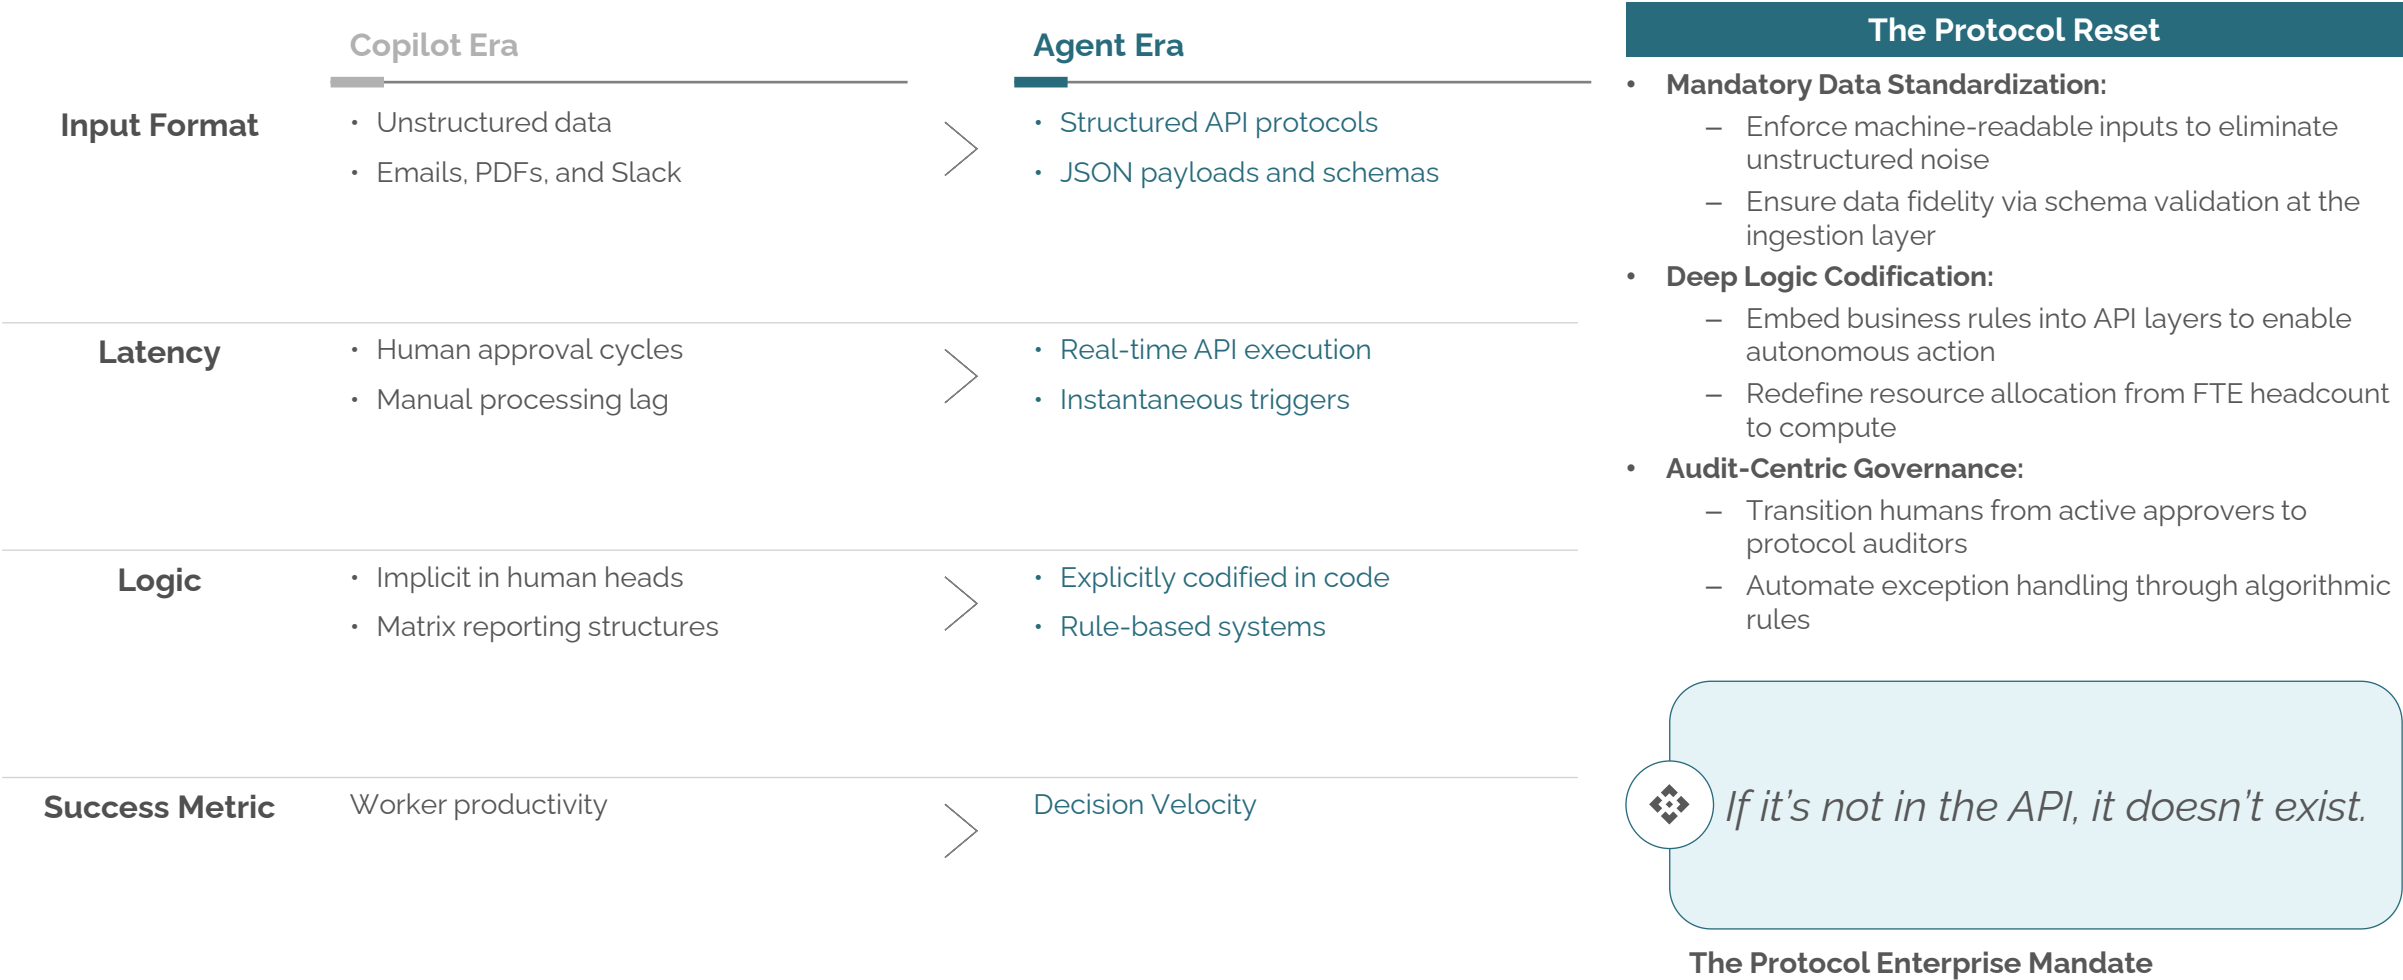 Copilot Era
Agent Era
Input Format
• Unstructured data
• Emails, PDFs, and Slack
• Structured API protocols
• JSON payloads and schemas
Latency
• Human approval cycles
• Manual processing lag
• Real-time API execution
• Instantaneous triggers
Logic
• Implicit in human heads
• Matrix reporting structures
• Explicitly codified in code
• Rule-based systems
Success Metric
Worker productivity
Decision Velocity
The Protocol Reset
• Mandatory Data Standardization:
– Enforce machine-readable inputs to eliminate
unstructured noise
– Ensure data fidelity via schema validation at the
ingestion layer
• Deep Logic Codification:
– Embed business rules into API layers to enable
autonomous action
– Redefine resource allocation from FTE headcount
to compute
• Audit-Centric Governance:
– Transition humans from active approvers to
protocol auditors
– Automate exception handling through algorithmic
rules
If it’s not in the API, it doesn’t exist.
The Protocol Enterprise Mandate